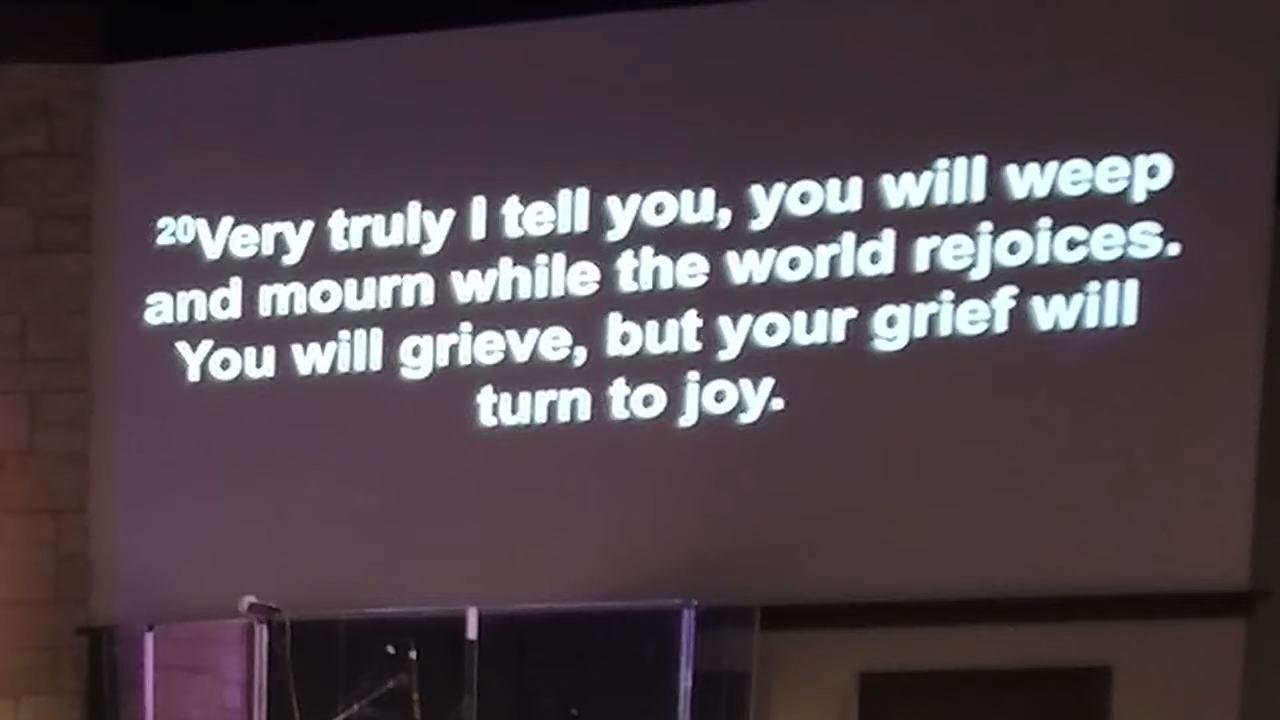 ²⁰Very truly I tell you, you will weep
and mourn while the world rejoices.
You will grieve, but your grief will
turn to joy.